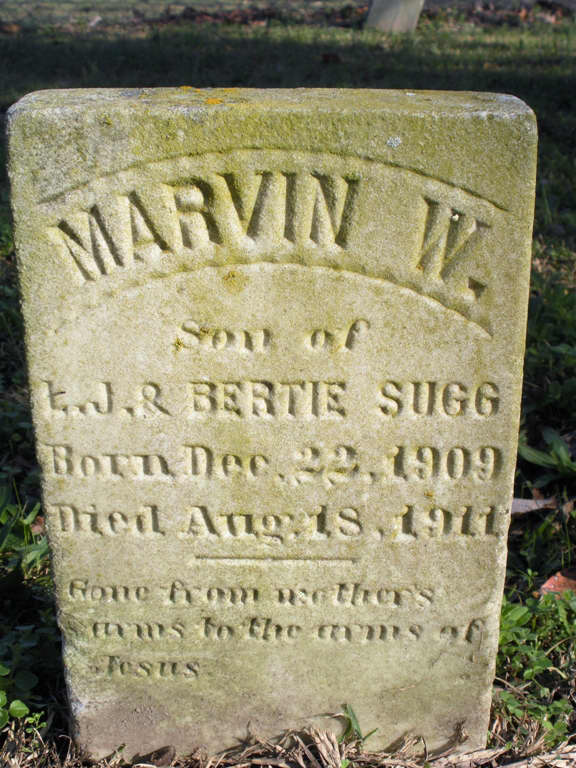 MARVIN W.
Son of
L.J. & BERTIE SUGG
Born Dec. 22, 1909
Died Aug. 18, 1911
Gone from mother's
arms to the arms of
Jesus.